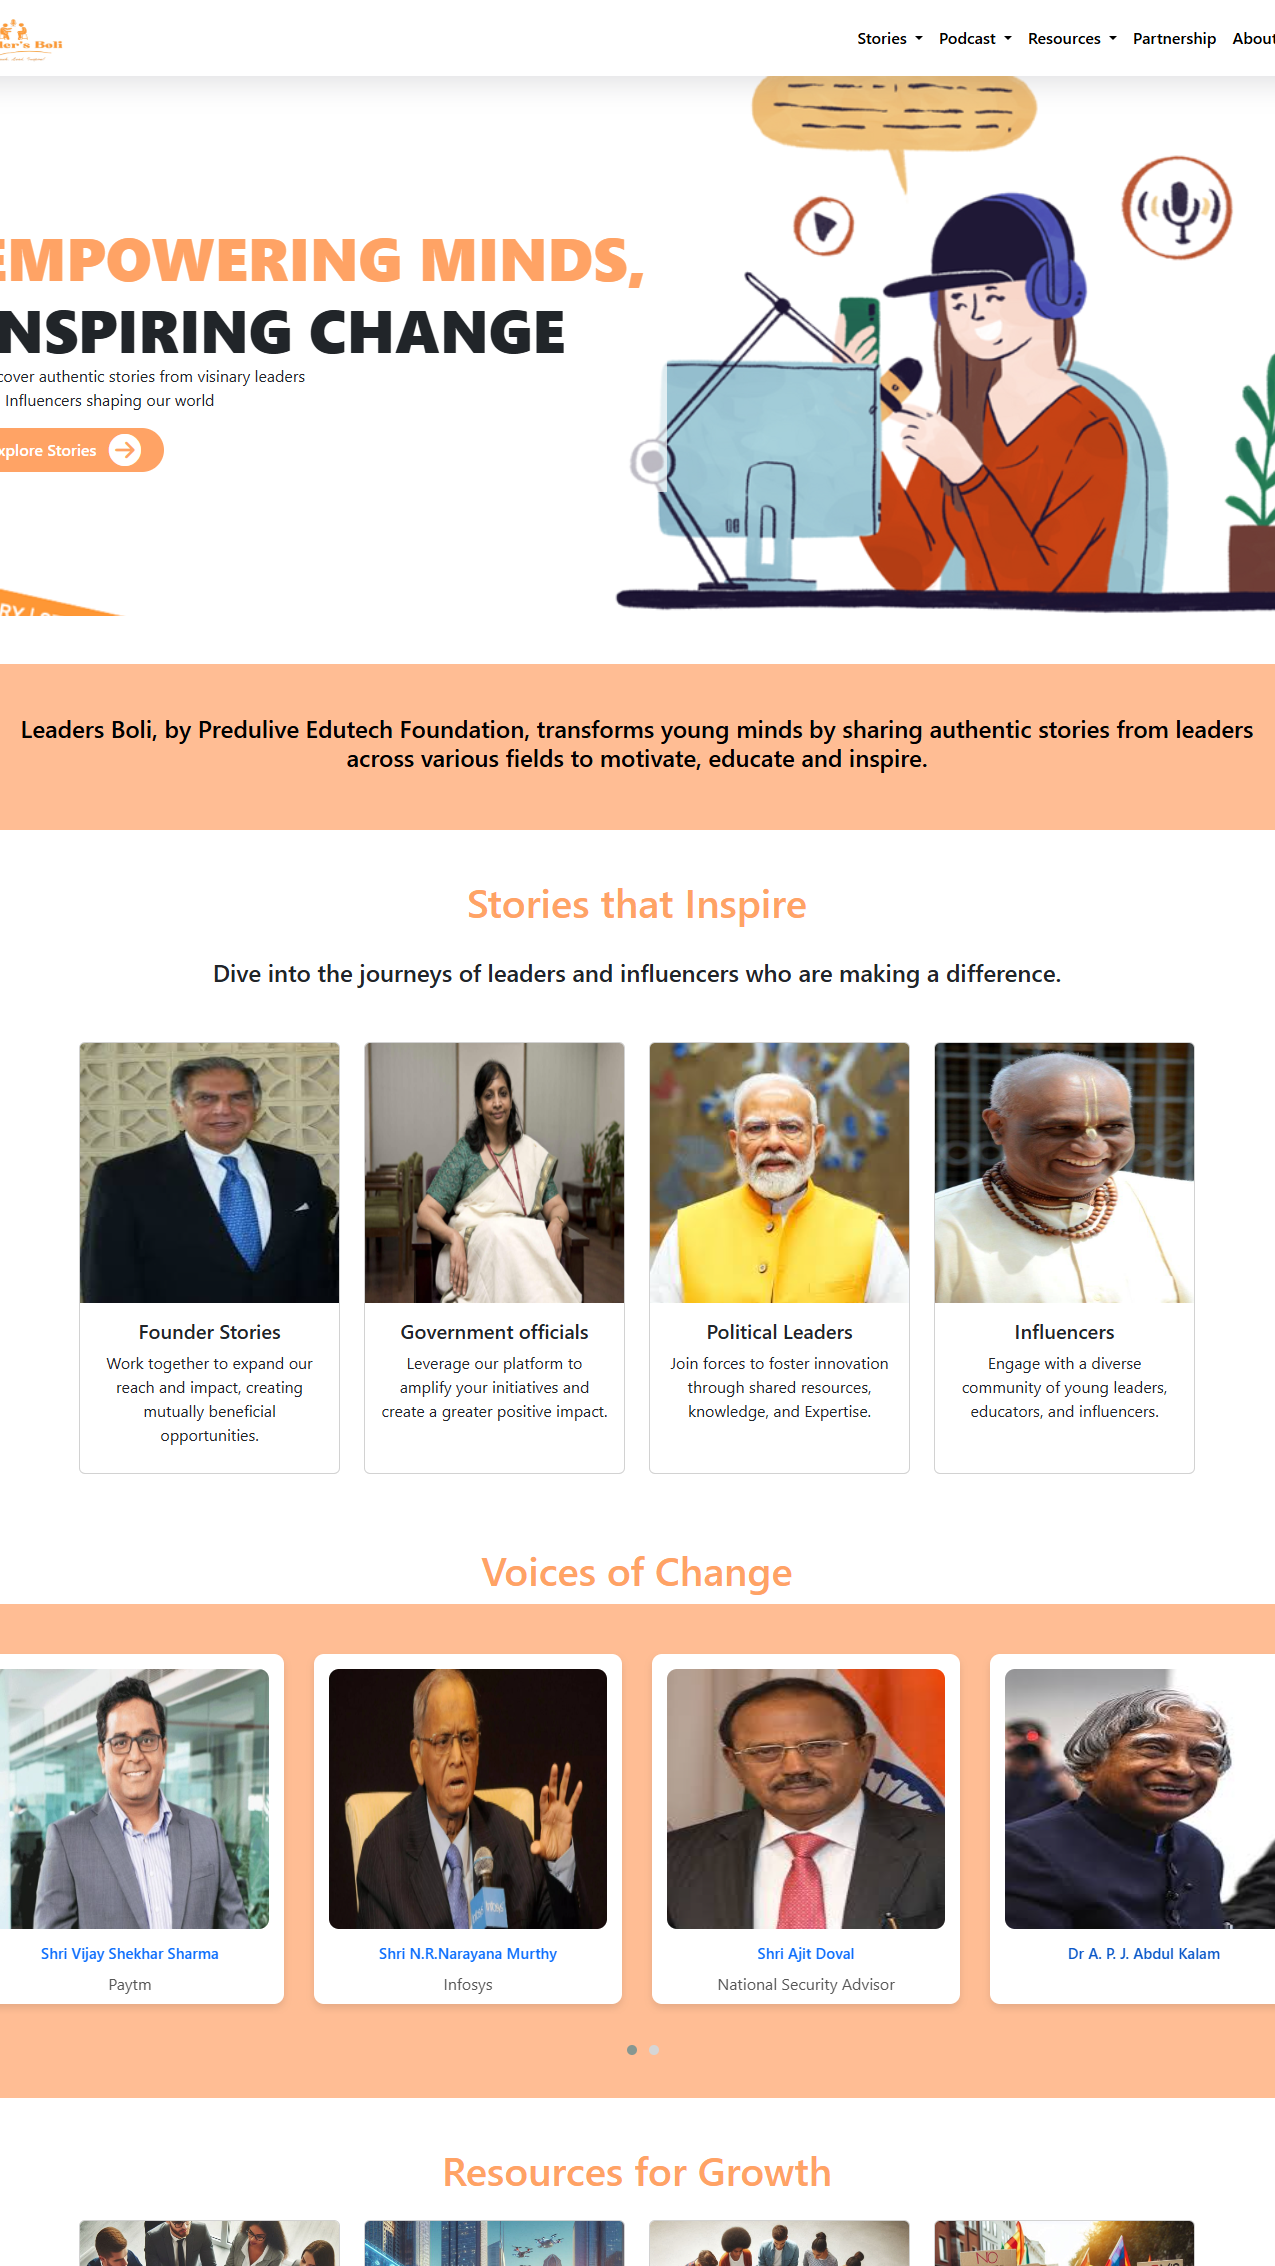 der's Boli
Stories
Podcast
Resources
Partnership
About
EMPOWERING MINDS,
NSPIRING CHANGE
cover authentic stories from visinary leaders
Influencers shaping our world
xplore Stories
Leaders Boli, by Predulive Edutech Foundation, transforms young minds by sharing authentic stories from leaders
across various fields to motivate, educate and inspire.
Stories that Inspire
Dive into the journeys of leaders and influencers who are making a difference.
Founder Stories
Work together to expand our
reach and impact, creating
mutually beneficial
opportunities.
Government officials
Leverage our platform to
amplify your initiatives and
create a greater positive impact.
Political Leaders
Join forces to foster innovation
through shared resources,
knowledge, and Expertise.
Influencers
Engage with a diverse
community of young leaders,
educators, and influencers.
Voices of Change
Shri Vijay Shekhar Sharma
Paytm
Shri N.R.Narayana Murthy
Infosys
Shri Ajit Doval
National Security Advisor
Dr A. P. J. Abdul Kalam
Resources for Growth
NO